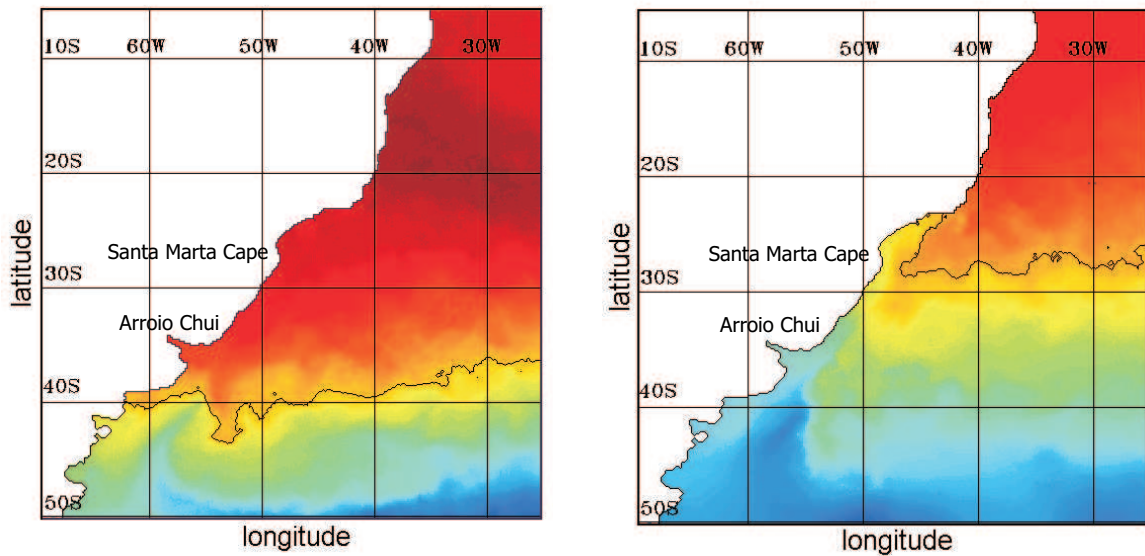 10S 60W 50W 40W 30W
20S
Santa Marta Cape
30S
Arroio Chui
40S
50S
latitude
longitude
10S 60W 50W 40W 30W
20S
Santa Marta Cape
30S
Arroio Chui
40S
50S
latitude
longitude